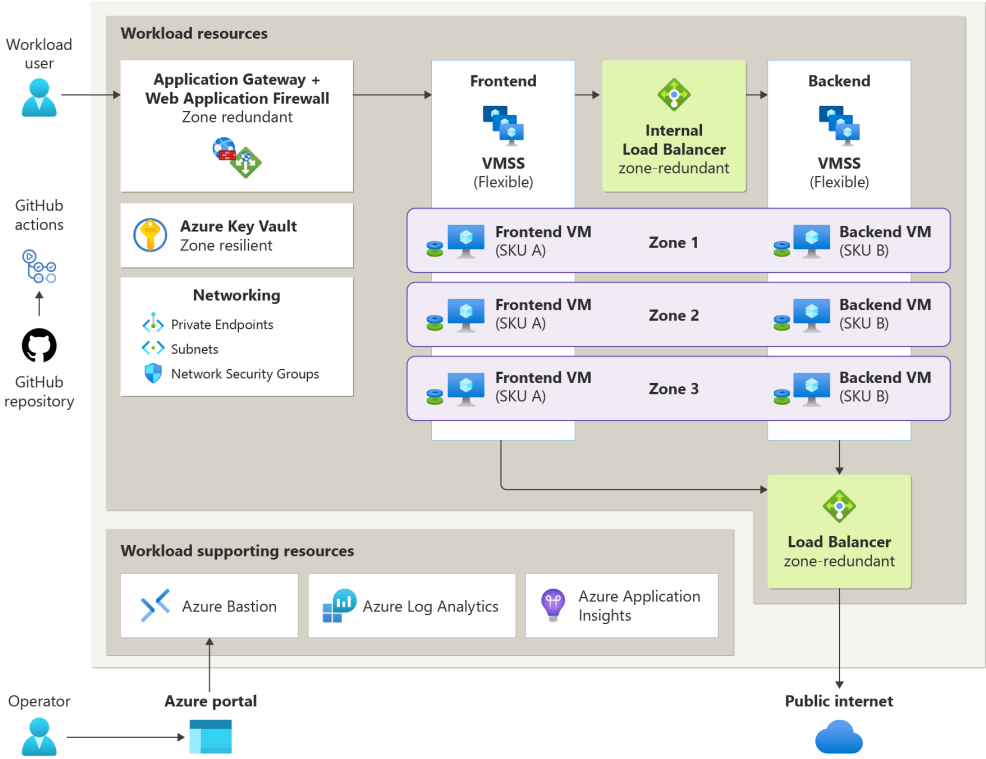 Workload
user
GitHub
actions
GitHub
repository
Workload resources
Application Gateway +
Web Application Firewall
Zone redundant
Azure Key Vault
Zone resilient
Networking
Private Endpoints
Subnets
Network Security Groups
Frontend
VMSS
(Flexible)
Internal
Load Balancer
zone-redundant
Backend
VMSS
(Flexible)
Frontend VM
(SKU A)
Zone 1
Backend VM
(SKU B)
Frontend VM
(SKU A)
Zone 2
Backend VM
(SKU B)
Frontend VM
(SKU A)
Zone 3
Backend VM
(SKU B)
Load Balancer
zone-redundant
Workload supporting resources
Azure Bastion
Azure Log Analytics
Azure Application
Insights
Operator
Azure portal
Public internet